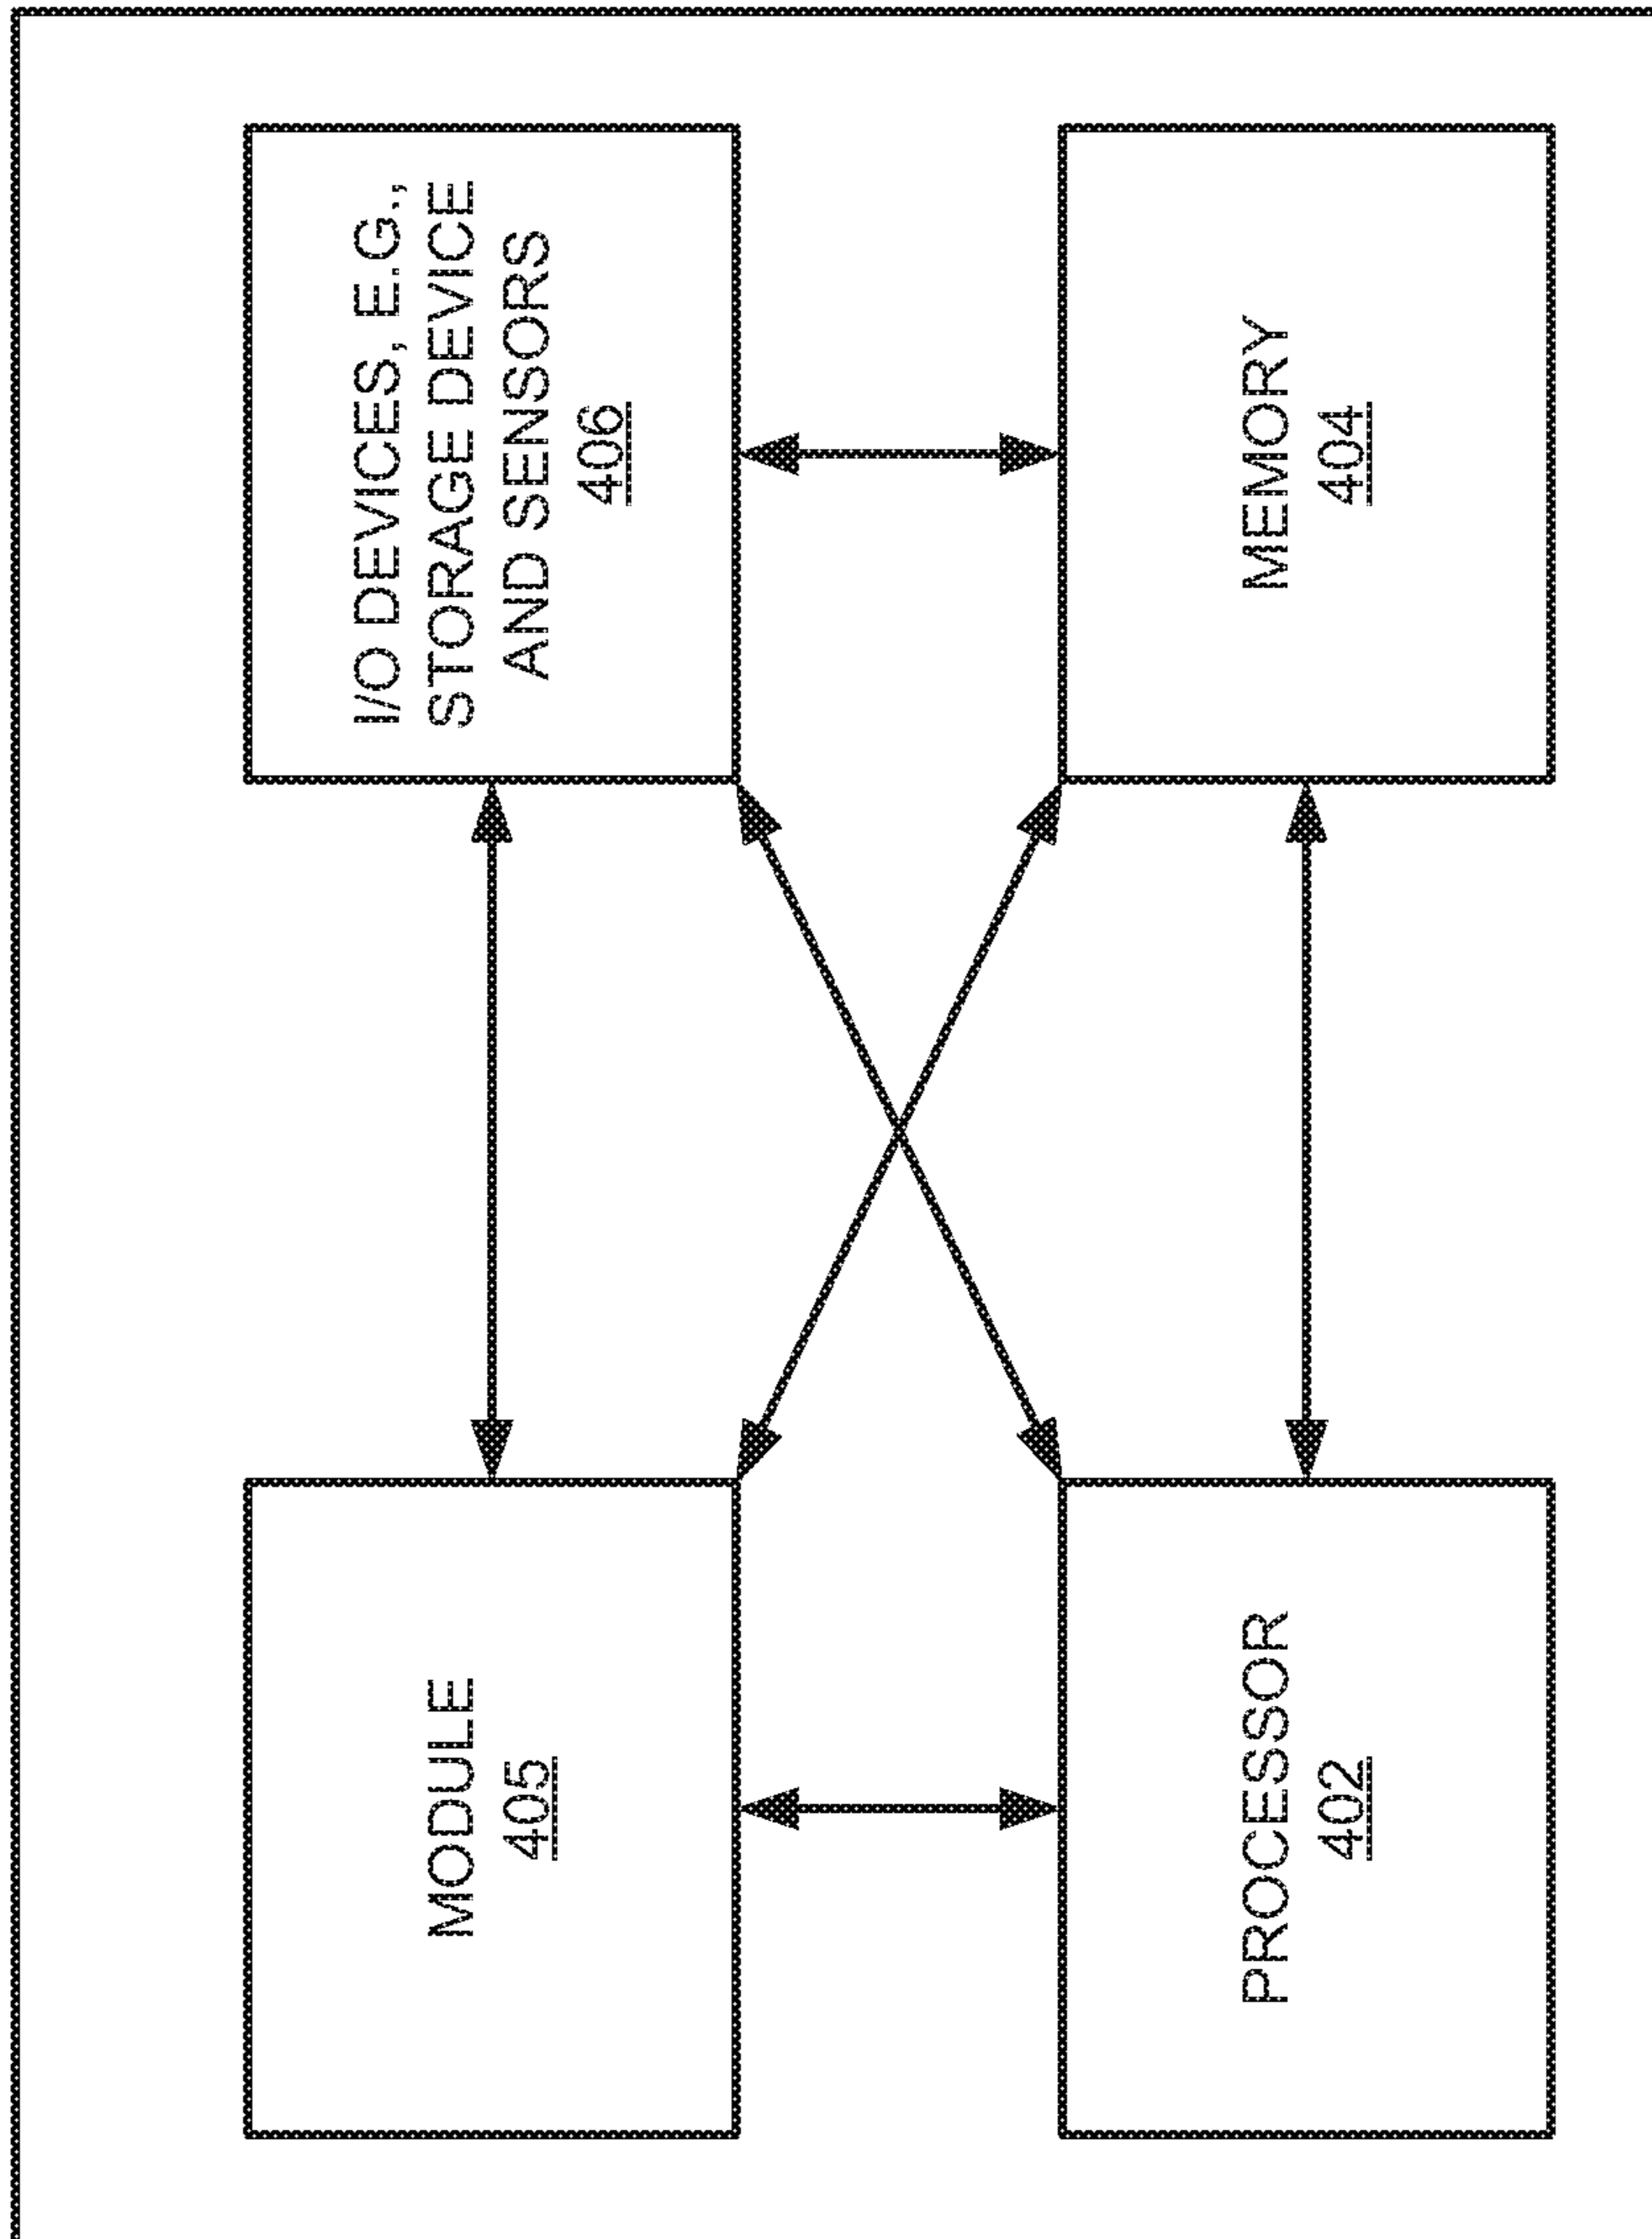 MODULE
405
I/O DEVICES, E.G.,
STORAGE DEVICE
AND SENSORS
406
PROCESSOR
402
MEMORY
404